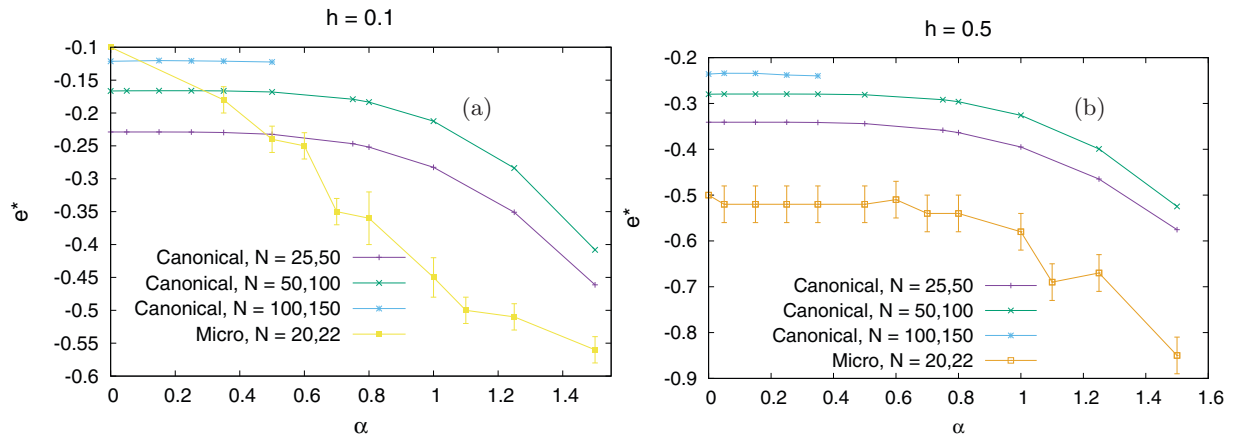 h = 0.1
-0.1
-0.15
-0.2
-0.25
-0.3
-0.35
-0.4
-0.45
-0.5
-0.55
-0.6
e*
(a)
Canonical, N = 25,50
Canonical, N = 50,100
Canonical, N = 100,150
Micro, N = 20,22
0 0.2 0.4 0.6 0.8 1 1.2 1.4
α
h = 0.5
-0.2
-0.3
-0.4
-0.5
-0.6
-0.7
-0.8
-0.9
e*
(b)
Canonical, N = 25,50
Canonical, N = 50,100
Canonical, N = 100,150
Micro, N = 20,22
0 0.2 0.4 0.6 0.8 1 1.2 1.4 1.6
α